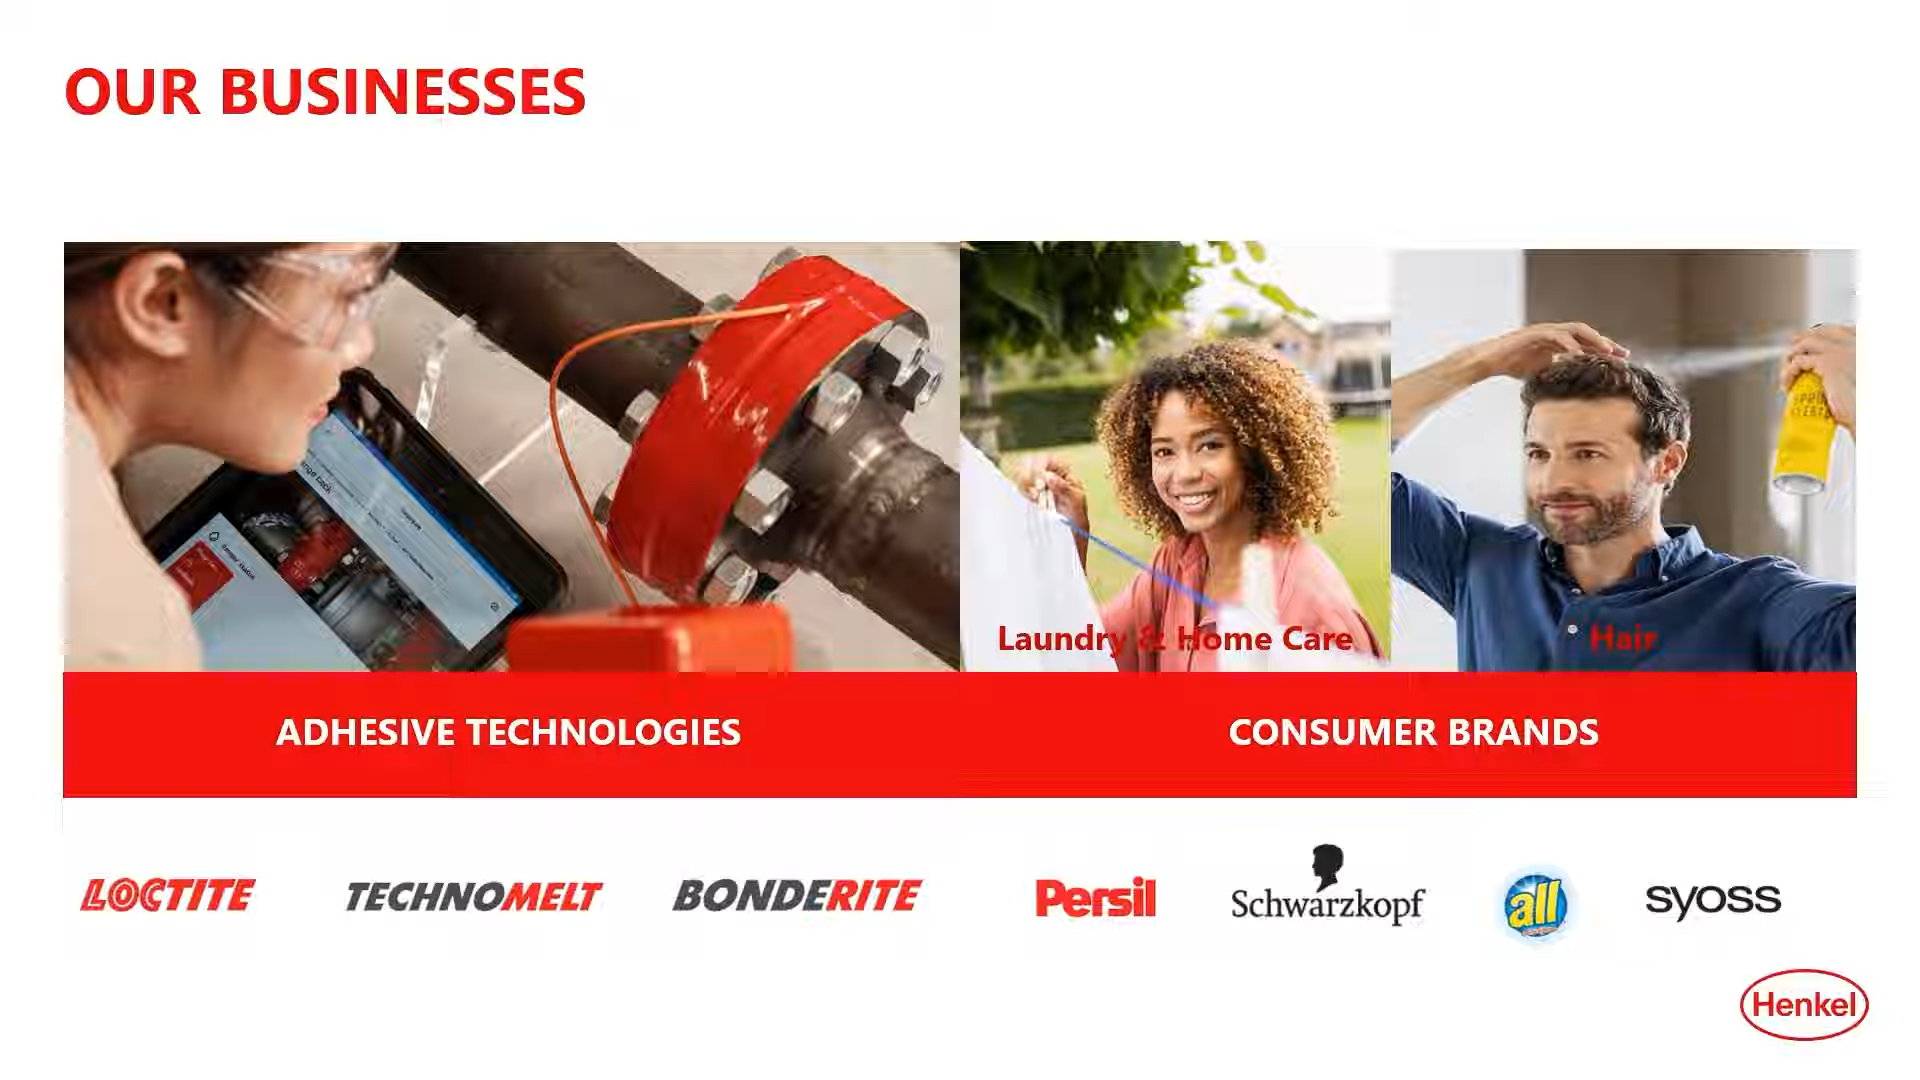 OUR BUSINESSES
Laundry & Home Care
Hair
ADHESIVE TECHNOLOGIES
CONSUMER BRANDS
LOCTITE
TECHNOMELT
BONDERITE
Persil
Schwarzkopf
all
syoss
Henkel